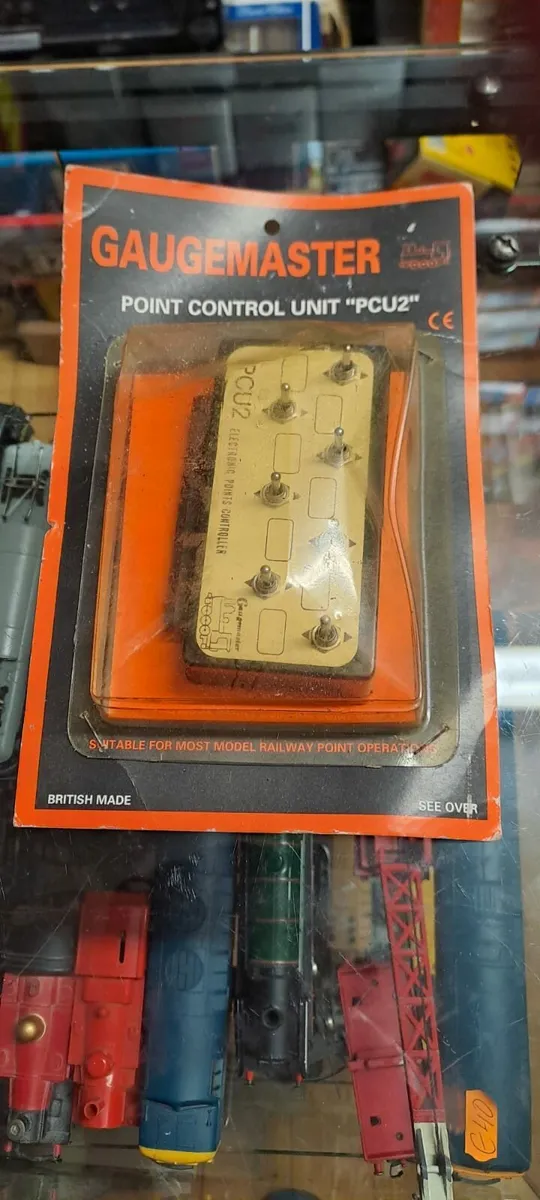 GAUGEMASTER
POINT CONTROL UNIT "PCU2"
CE
PCU2
ELECTRONIC POINTS CONTROLLER
Gaugemaster
SUITABLE FOR MOST MODEL RAILWAY POINT OPERATIONS
BRITISH MADE
SEE OVER
€40